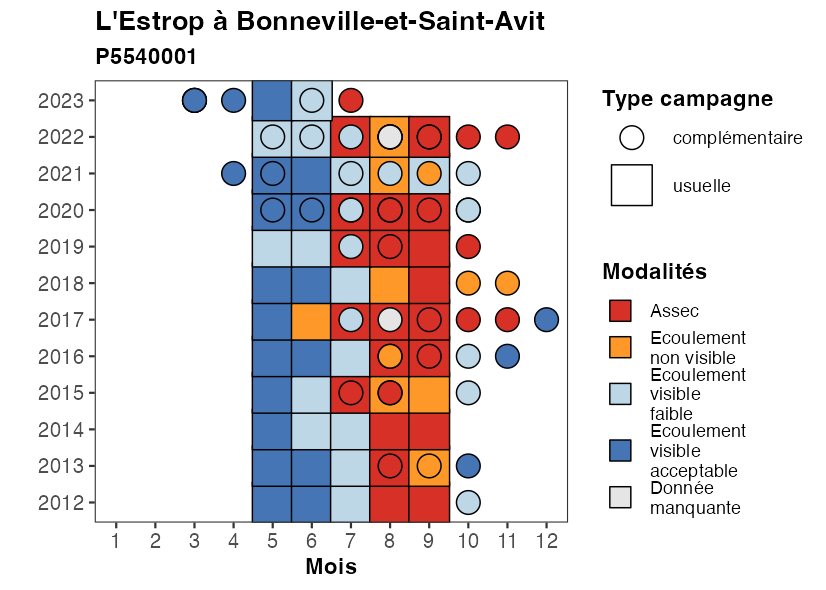 L'Estrop à Bonneville-et-Saint-Avit
P5540001
2023
2022
2021
2020
2019
2018
2017
2016
2015
2014
2013
2012
1 2 3 4 5 6 7 8 9 10 11 12
Mois
Type campagne
complémentaire
usuelle
Modalités
Assec
Ecoulement
non visible
Ecoulement
visible
faible
Ecoulement
visible
acceptable
Donnée
manquante